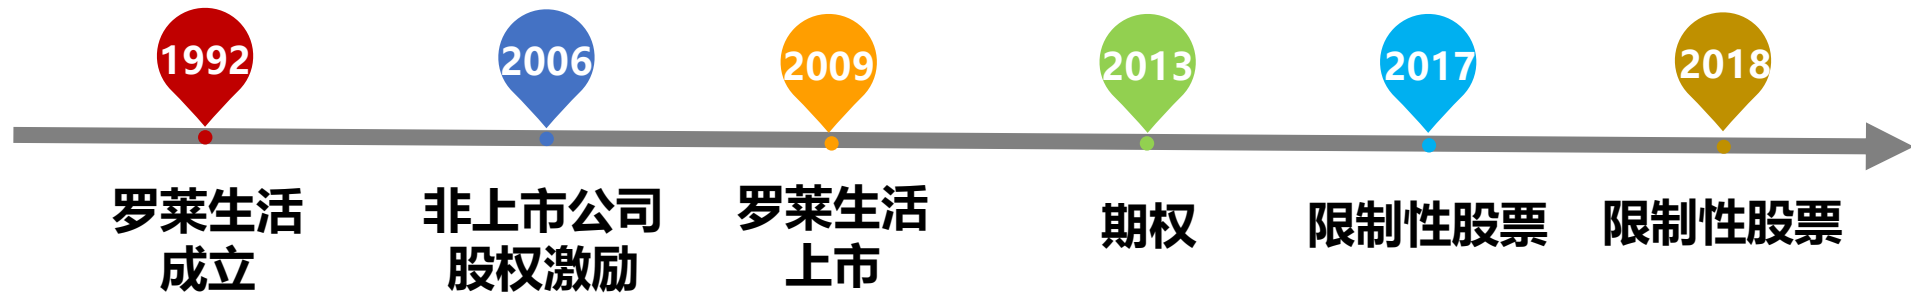 1992
2006
2009
2013
2017
2018
罗莱生活
成立
非上市公司
股权激励
罗莱生活
上市
期权
限制性股票
限制性股票